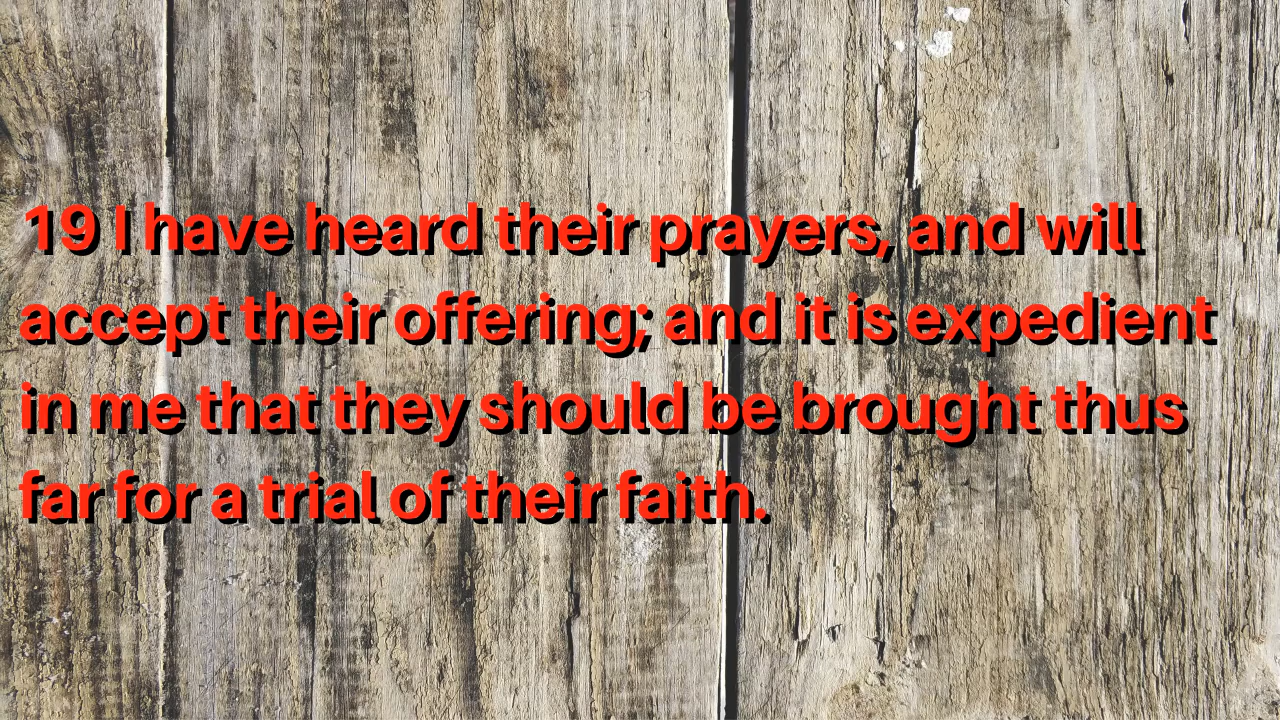 19 I have heard their prayers, and will
accept their offering; and it is expedient
in me that they should be brought thus
far for a trial of their faith.